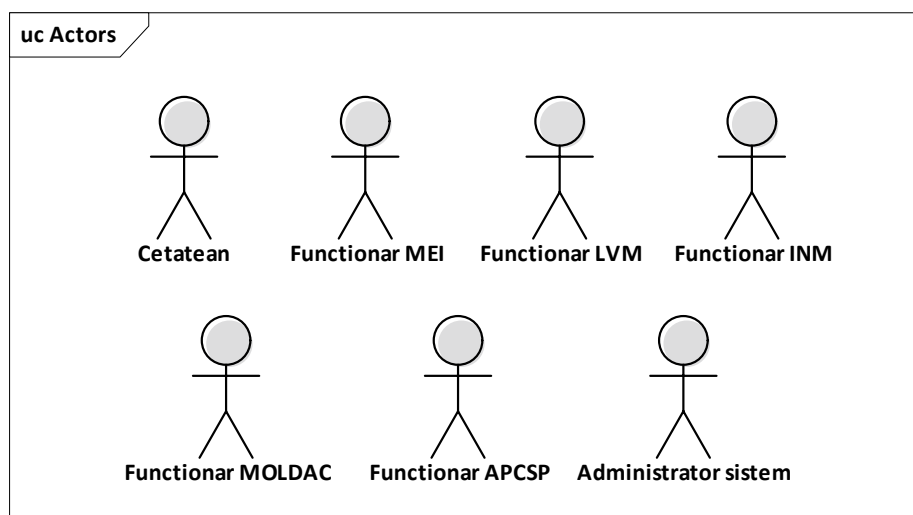 uc Actors
Cetatean
Functionar MEI
Functionar LVM
Functionar INM
Functionar MOLDAC
Functionar APCSP
Administrator sistem